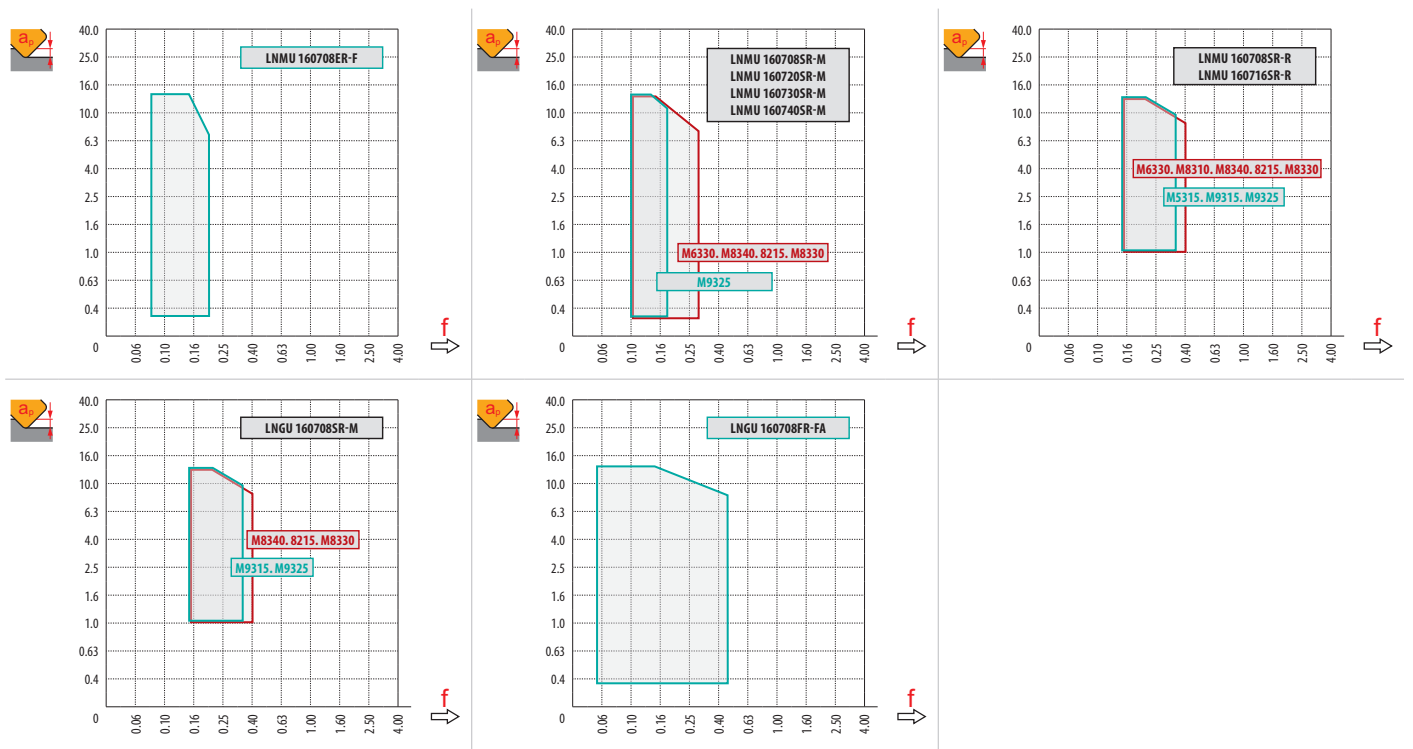 ap
40.0
25.0
16.0
10.0
6.3
4.0
2.5
1.6
1.0
0.63
0.4
0
LNMU 160708ER-F
0.06 0.10 0.16 0.25 0.40 0.63 1.00 1.60 2.50 4.00
f
ap
40.0
25.0
16.0
10.0
6.3
4.0
2.5
1.6
1.0
0.63
0.4
0
LNMU 160708SR-M
LNMU 160720SR-M
LNMU 160730SR-M
LNMU 160740SR-M
M6330. M8340. 8215. M8330
M9325
0.06 0.10 0.16 0.25 0.40 0.63 1.00 1.60 2.50 4.00
f
ap
40.0
25.0
16.0
10.0
6.3
4.0
2.5
1.6
1.0
0.63
0.4
0
LNMU 160708SR-R
LNMU 160716SR-R
M6330. M8310. M8340. 8215. M8330
M5315. M9315. M9325
0.06 0.10 0.16 0.25 0.40 0.63 1.00 1.60 2.50 4.00
f
ap
40.0
25.0
16.0
10.0
6.3
4.0
2.5
1.6
1.0
0.63
0.4
0
LNGU 160708SR-M
M8340. 8215. M8330
M9315. M9325
0.06 0.10 0.16 0.25 0.40 0.63 1.00 1.60 2.50 4.00
f
ap
40.0
25.0
16.0
10.0
6.3
4.0
2.5
1.6
1.0
0.63
0.4
0
LNGU 160708FR-FA
0.06 0.10 0.16 0.25 0.40 0.63 1.00 1.60 2.50 4.00
f